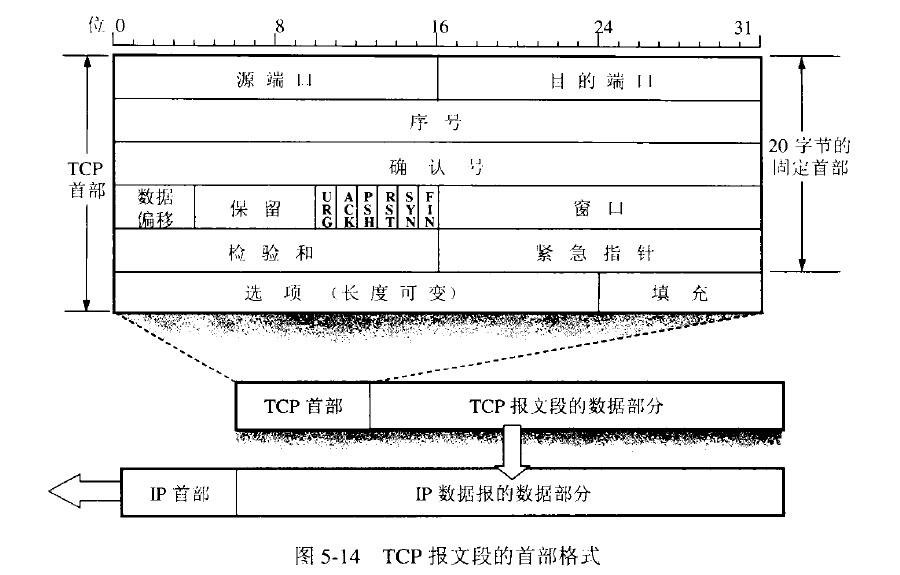 位 0 8 16 24 31
源端口 目的端口
序号
确认号
数据偏移 保留 URG ACK PSH RST SYN FIN 窗口
检验和 紧急指针
选项 (长度可变) 填充
TCP
首部
20 字节的
固定首部
TCP 首部 TCP 报文段的数据部分
IP 首部 IP 数据报的数据部分
图 5-14 TCP 报文段的首部格式